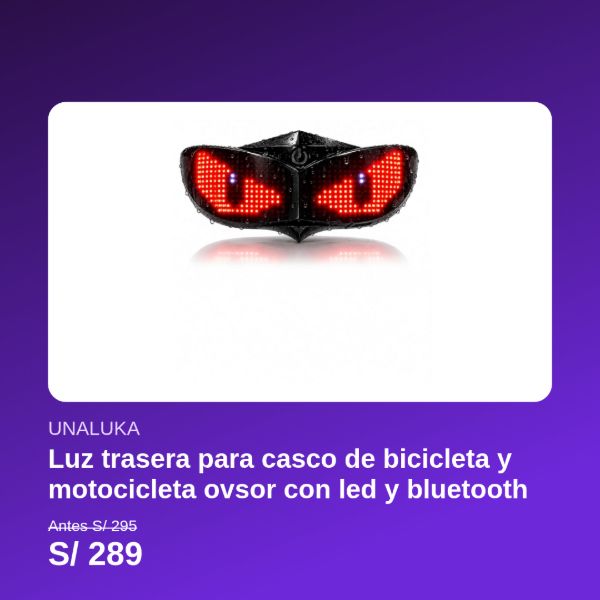 UNALUKA
Luz trasera para casco de bicicleta y
motocicleta ovsor con led y bluetooth
Antes S/ 295
S/ 289